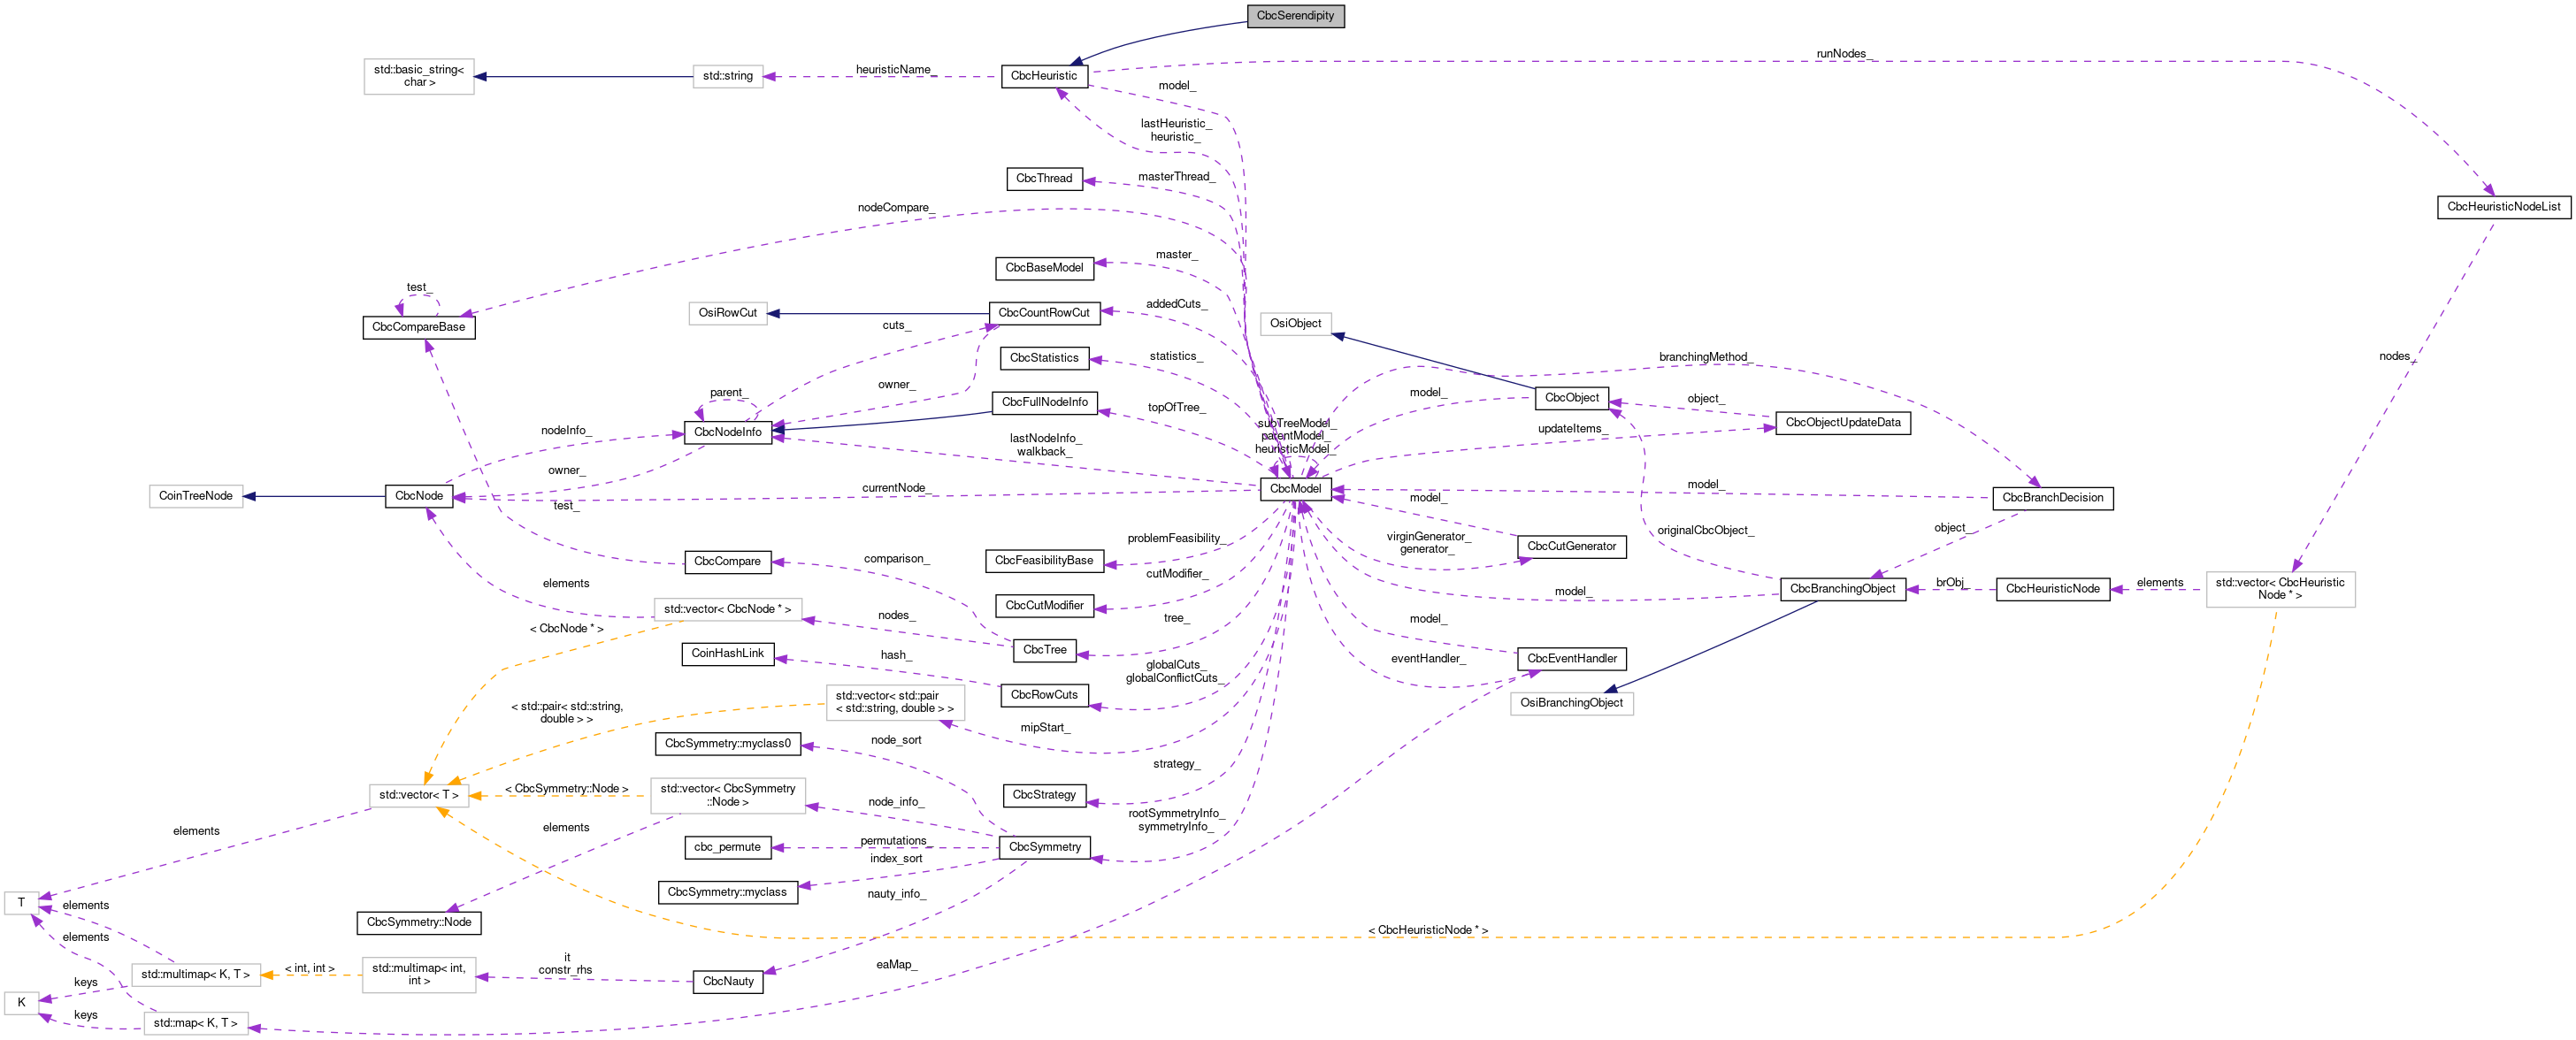 CbcSerendipity
runNodes_
std::basic_string<
char >
std::string
heuristicName_
CbcHeuristic
model_
lastHeuristic_
heuristic_
CbcThread
masterThread_
CbcHeuristicNodeList
nodeCompare_
CbcBaseModel
master_
test_
CbcCompareBase
OsiRowCut
CbcCountRowCut
addedCuts_
cuts_
OsiObject
CbcStatistics
statistics_
branchingMethod_
nodes_
owner_
parent_
CbcFullNodeInfo
topOfTree_
model_
CbcObject
object_
CbcObjectUpdateData
CbcNodeInfo
nodeInfo_
lastNodeInfo_
walkback_
subTreeModel_
parentModel_
heuristicModel_
updateItems_
owner_
CoinTreeNode
CbcNode
currentNode_
CbcModel
model_
model_
CbcBranchDecision
test_
originalCbcObject_
object_
problemFeasibility_
virginGenerator_
generator_
CbcCutGenerator
CbcCompare
comparison_
CbcFeasibilityBase
cutModifier_
elements
CbcCutModifier
model_
CbcBranchingObject
brObj_
CbcHeuristicNode
elements
std::vector< CbcHeuristic
Node * >
std::vector< CbcNode * >
nodes_
tree_
model_
< CbcNode * >
CoinHashLink
hash_
CbcTree
eventHandler_
CbcEventHandler
globalCuts_
globalConflictCuts_
CbcRowCuts
std::vector< std::pair
< std::string, double > >
< std::pair< std::string,
double > >
OsiBranchingObject
mipStart_
CbcSymmetry::myclass0
node_sort
strategy_
std::vector< T >
< CbcSymmetry::Node >
std::vector< CbcSymmetry
::Node >
node_info_
CbcStrategy
rootSymmetryInfo_
symmetryInfo_
elements
elements
cbc_permute
permutations_
CbcSymmetry
index_sort
CbcSymmetry::myclass
nauty_info_
T
elements
CbcSymmetry::Node
elements
< CbcHeuristicNode * >
std::multimap< K, T >
< int, int >
std::multimap< int,
int >
it
constr_rhs
CbcNauty
eaMap_
keys
K
keys
std::map< K, T >